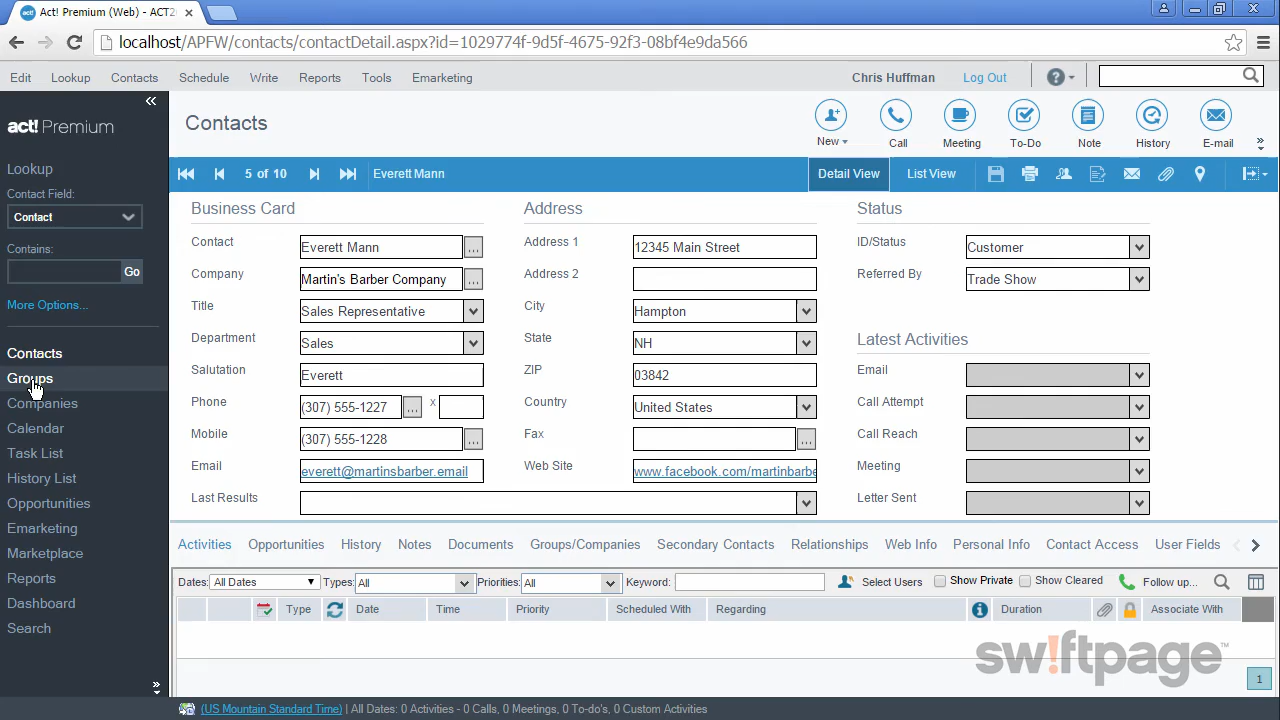 Act! Premium (Web) - ACT2
localhost/APFW/contacts/contactDetail.aspx?id=1029774f-9d5f-4675-92f3-08bf4e9da566
Edit Lookup Contacts Schedule Write Reports Tools Emarketing Chris Huffman Log Out
act! Premium
Lookup
Contact Field:
Contact
Contains:
Go
More Options...
Contacts
Groups
Companies
Calendar
Task List
History List
Opportunities
Emarketing
Marketplace
Reports
Dashboard
Search
Contacts
New Call Meeting To-Do Note History E-mail
5 of 10 Everett Mann Detail View List View
Business Card Address Status
Contact Everett Mann ... Address 1 12345 Main Street ID/Status Customer
Company Martin's Barber Company ... Address 2 Referred By Trade Show
Title Sales Representative City Hampton
Department Sales State NH Latest Activities
Salutation Everett ZIP 03842 Email
Phone (307) 555-1227 ... x Country United States Call Attempt
Mobile (307) 555-1228 ... Fax ... Call Reach
Email everett@martinsbarber.email Web Site www.facebook.com/martinbarbe Meeting
Last Results Letter Sent
Activities Opportunities History Notes Documents Groups/Companies Secondary Contacts Relationships Web Info Personal Info Contact Access User Fields
Dates: All Dates Types: All Priorities: All Keyword: Select Users Show Private Show Cleared Follow up...
Type Date Time Priority Scheduled With Regarding Duration Associate With
swiftpage™
1
(US Mountain Standard Time) | All Dates: 0 Activities - 0 Calls, 0 Meetings, 0 To-do's, 0 Custom Activities